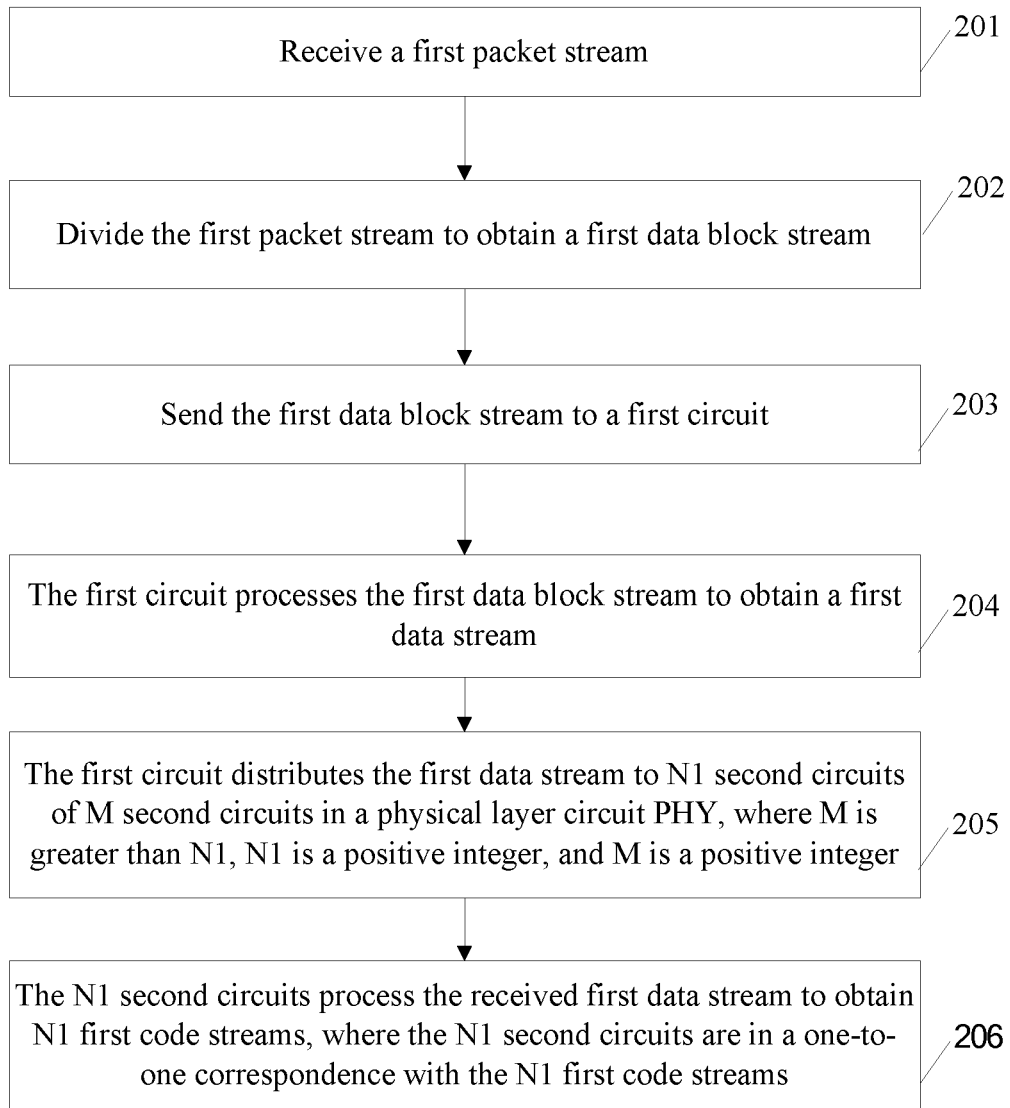 Receive a first packet stream
201
Divide the first packet stream to obtain a first data block stream
202
Send the first data block stream to a first circuit
203
The first circuit processes the first data block stream to obtain a first
data stream
204
The first circuit distributes the first data stream to N1 second circuits
of M second circuits in a physical layer circuit PHY, where M is
greater than N1, N1 is a positive integer, and M is a positive integer
205
The N1 second circuits process the received first data stream to obtain
N1 first code streams, where the N1 second circuits are in a one-to-
one correspondence with the N1 first code streams
206